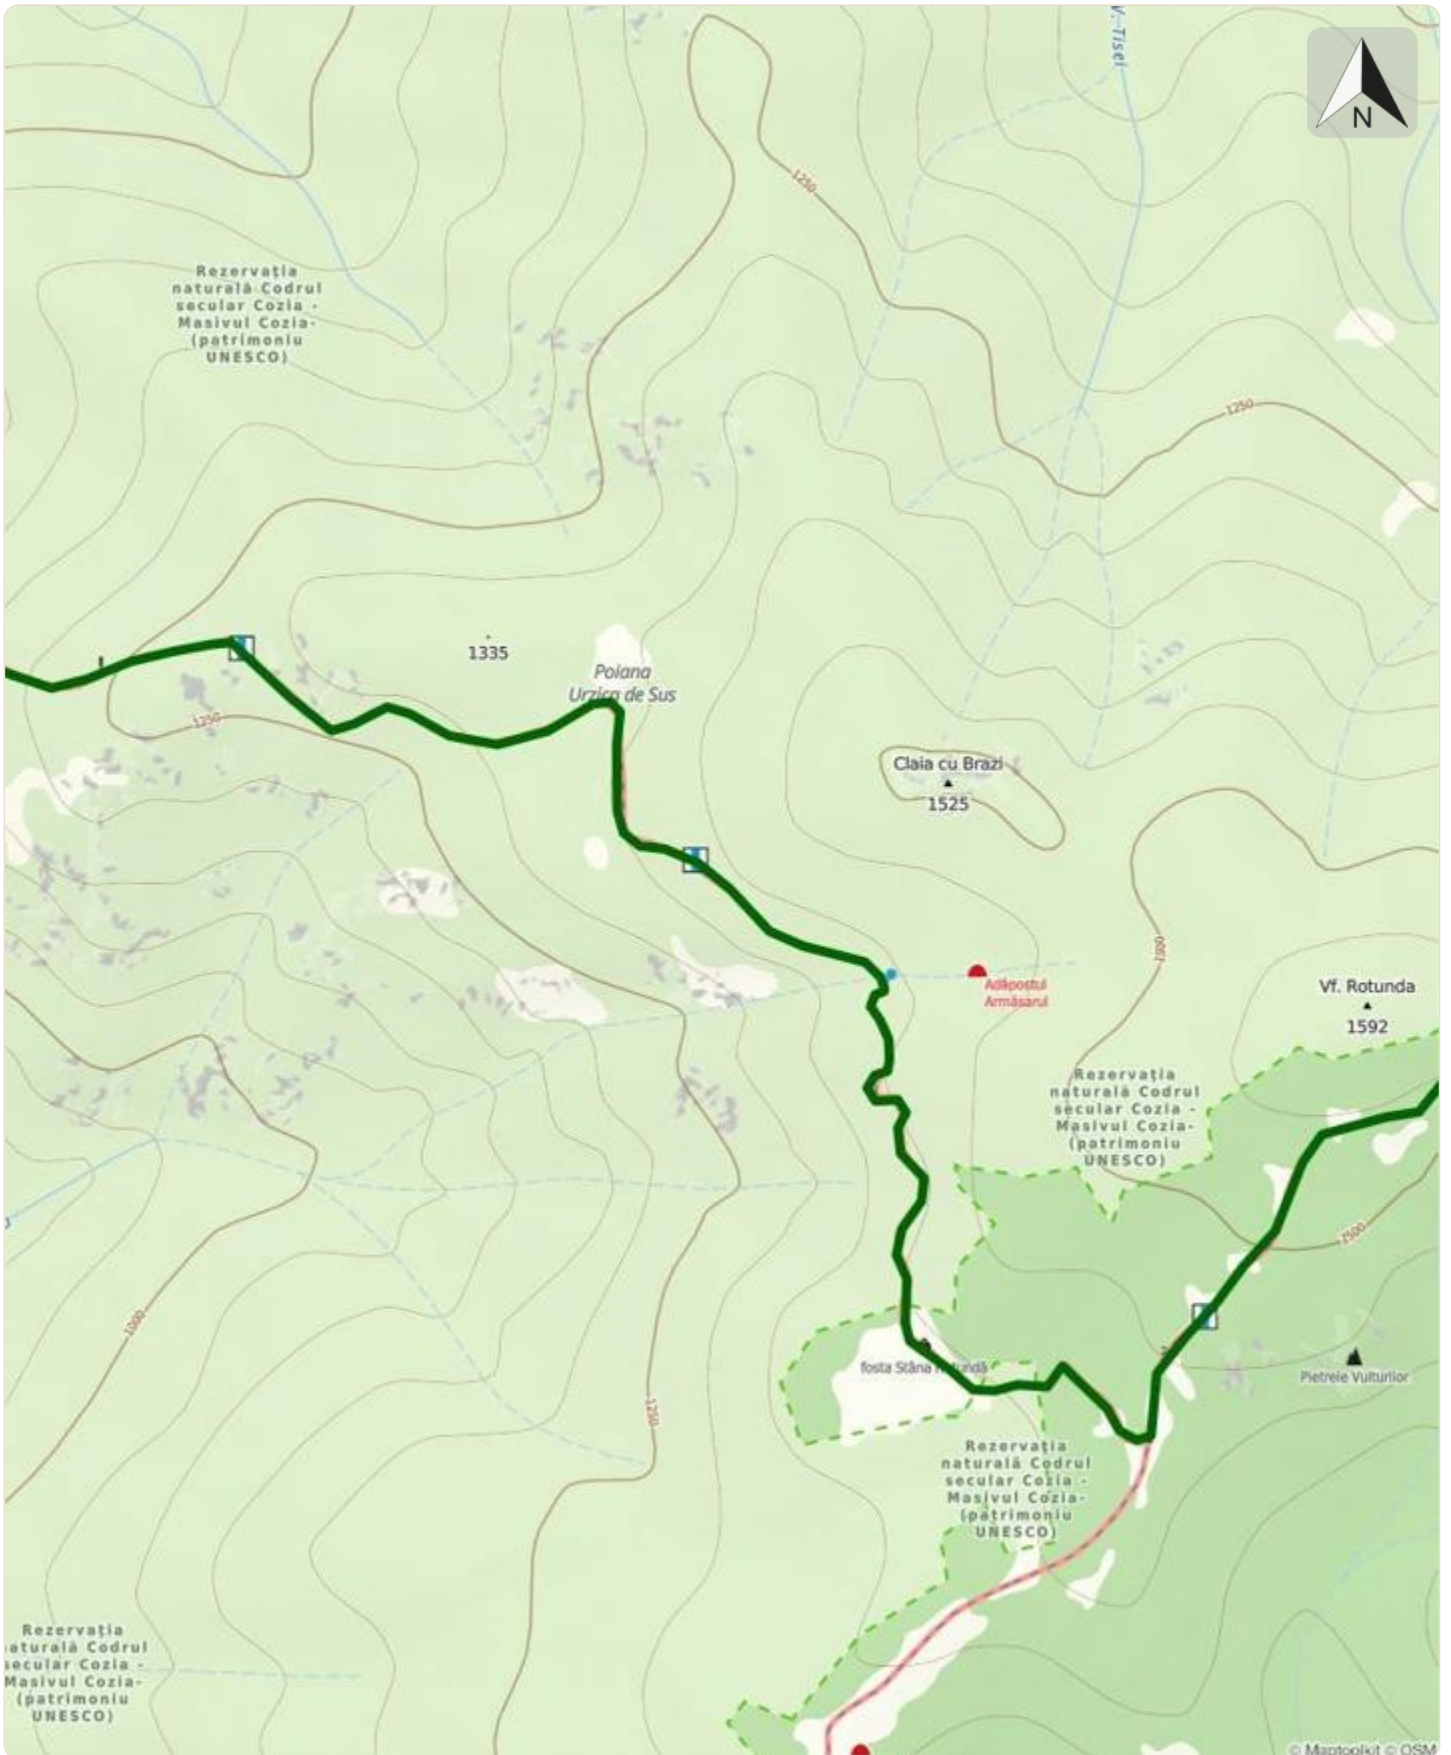 V. Tisei
N
1250
Rezervația
naturală Codrul
secular Cozia -
Masivul Cozia-
(patrimoniu
UNESCO)
1250
1335
Poiana
Urzica de Sus
1250
Claia cu Brazi
1525
1500
Adăpostul
Armăsarul
Vf. Rotunda
1592
Rezervația
naturală Codrul
secular Cozia -
Masivul Cozia-
(patrimoniu
UNESCO)
1500
1000
fosta Stâna Rotundă
Pietrele Vulturilor
1250
Rezervația
naturală Codrul
secular Cozia -
Masivul Cozia-
(patrimoniu
UNESCO)
Rezervația
naturală Codrul
secular Cozia -
Masivul Cozia-
(patrimoniu
UNESCO)
© Maptoolkit © OSM